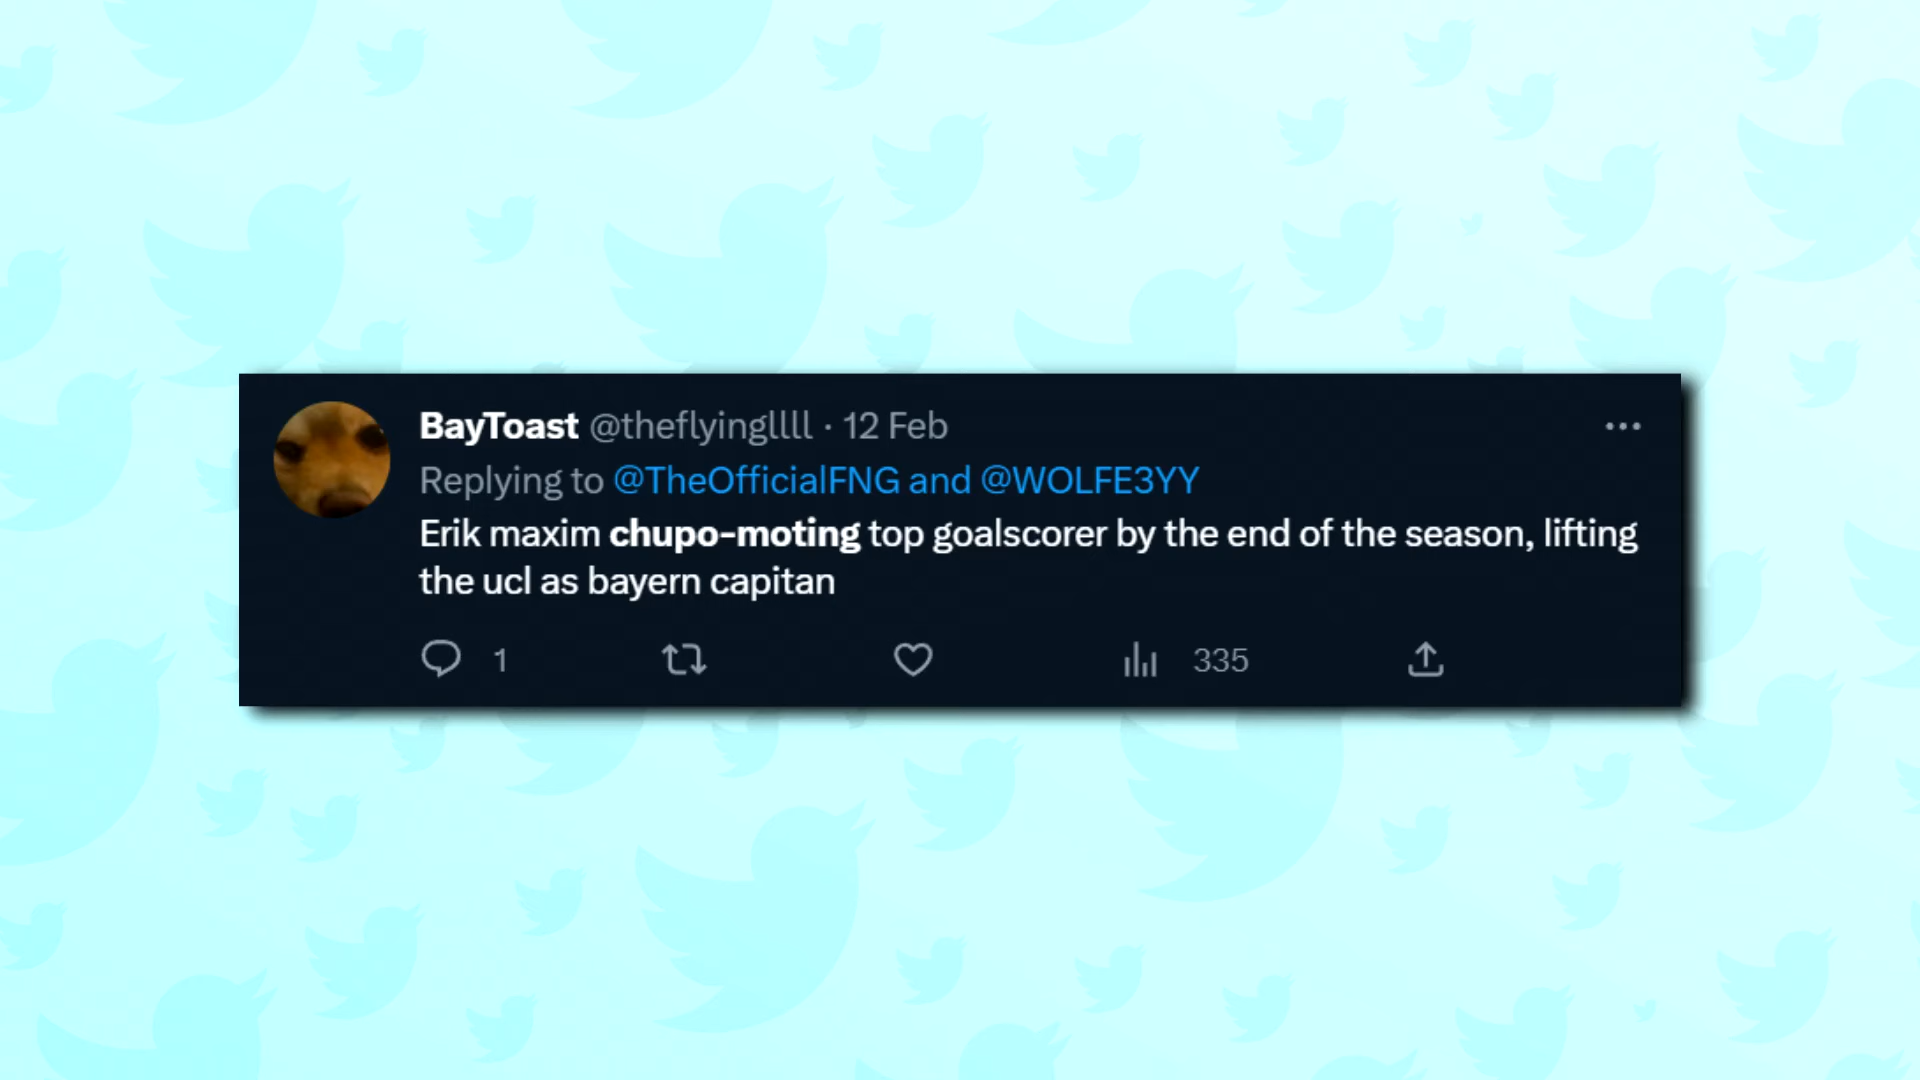 BayToast @theflyingllll · 12 Feb
Replying to @TheOfficialFNG and @WOLFE3YY
Erik maxim chupo-moting top goalscorer by the end of the season, lifting
the ucl as bayern capitan
1 335